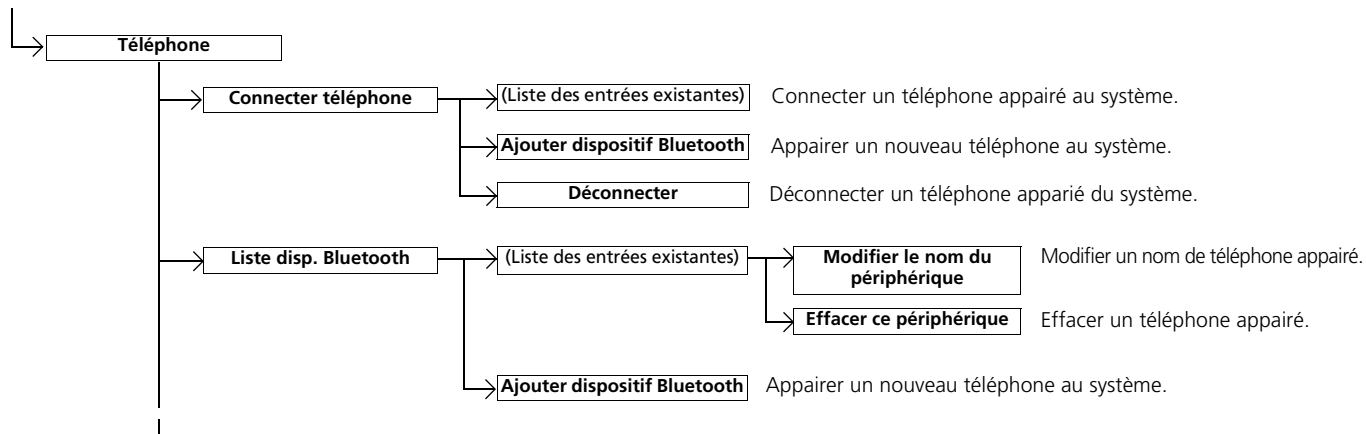 Téléphone
Connecter téléphone
(Liste des entrées existantes)
Connecter un téléphone appairé au système.
Ajouter dispositif Bluetooth
Appairer un nouveau téléphone au système.
Déconnecter
Déconnecter un téléphone apparié du système.
Liste disp. Bluetooth
(Liste des entrées existantes)
Modifier le nom du
périphérique
Modifier un nom de téléphone appairé.
Effacer ce périphérique
Effacer un téléphone appairé.
Ajouter dispositif Bluetooth
Appairer un nouveau téléphone au système.